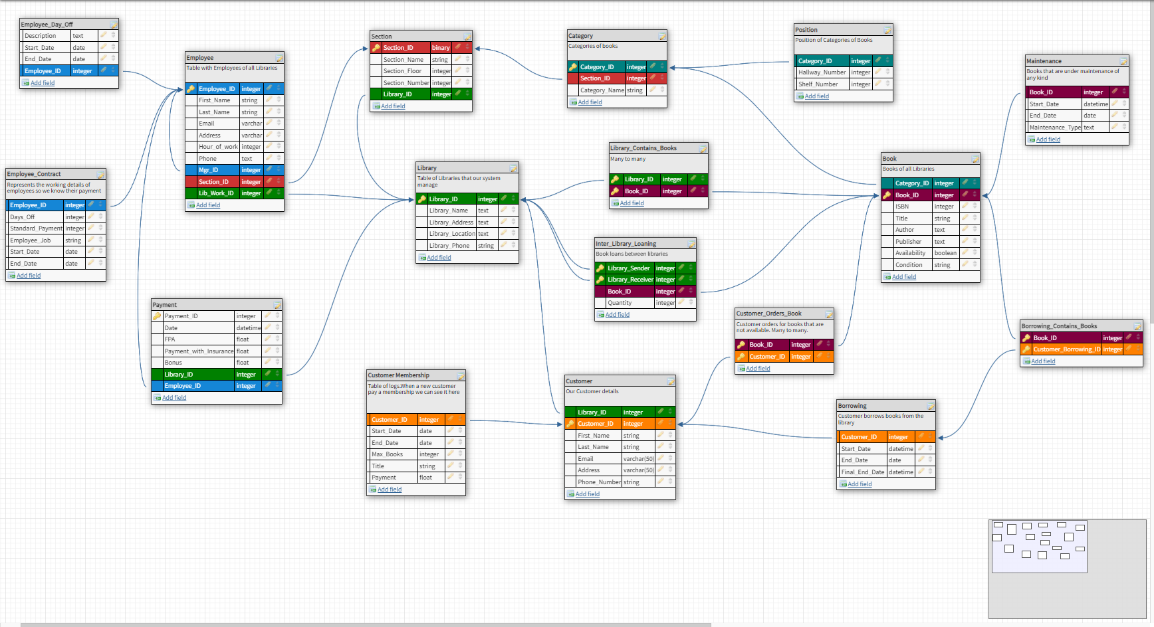 Employee_Day_Off
Description text
Start_Date date
End_Date date
Employee_ID integer
Add field
Employee
Table with Employees of all Libraries
Employee_ID integer
First_Name string
Last_Name string
Email varchar
Address varchar
Hour_of_work integer
Phone text
Mgr_ID integer
Section_ID integer
Lib_Work_ID integer
Add field
Section
Section_ID binary
Section_Name string
Section_Floor integer
Section_Number integer
Library_ID integer
Add field
Category
Categories of books
Category_ID integer
Section_ID integer
Category_Name string
Add field
Position
Position of Categories of Books
Category_ID integer
Hallway_Number integer
Shelf_Number integer
Add field
Maintenance
Books that are under maintenance of
any kind
Book_ID integer
Start_Date datetime
End_Date date
Maintenance_Type text
Add field
Employee_Contract
Represents the working details of
employees so we know their payment
Employee_ID integer
Days_Off integer
Standard_Payment integer
Employee_Job string
Start_Date date
End_Date date
Add field
Library
Table of Libraries that our system
manage
Library_ID integer
Library_Name text
Library_Address text
Library_Location text
Library_Phone string
Add field
Library_Contains_Books
Many to many
Library_ID integer
Book_ID integer
Add field
Book
Books of all Libraries
Category_ID integer
Book_ID integer
ISBN integer
Title string
Author text
Publisher text
Availability boolean
Condition string
Add field
Inter_Library_Loaning
Book loans between libraries
Library_Sender integer
Library_Receiver integer
Book_ID integer
Quantity integer
Add field
Payment
Payment_ID integer
Date datetime
FPA float
Payment_with_Insurance float
Bonus float
Library_ID integer
Employee_ID integer
Add field
Customer_Orders_Book
Customer orders for books that are
not available. Many to many.
Book_ID integer
Customer_ID integer
Add field
Borrowing_Contains_Books
Book_ID integer
Customer_Borrowing_ID integer
Add field
Customer Membership
Table of logs.When a new customer
pay a membership we can see it here
Customer_ID integer
Start_Date date
End_Date date
Max_Books integer
Title string
Payment float
Add field
Customer
Our Customer details
Library_ID integer
Customer_ID integer
First_Name string
Last_Name string
Email varchar(50)
Address varchar(50)
Phone_Number string
Add field
Borrowing
Customer borrows books from the
library
Customer_ID integer
Start_Date datetime
End_Date date
Final_End_Date datetime
Add field